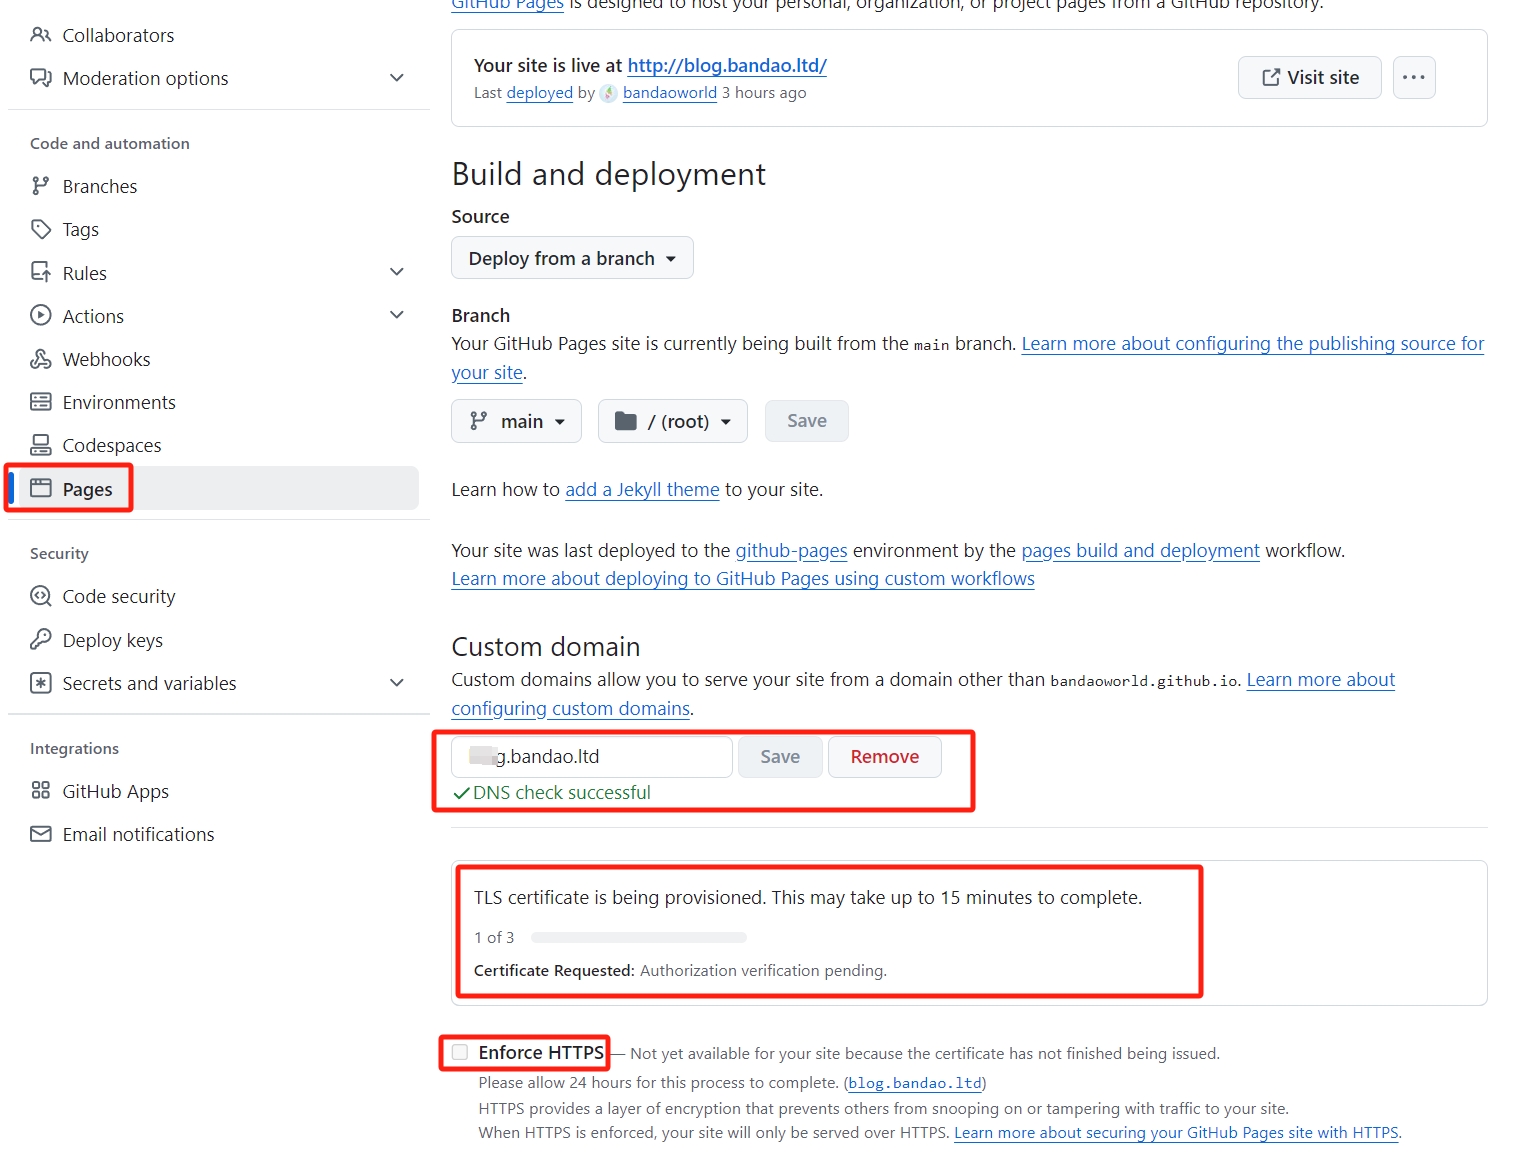 Collaborators
Moderation options
Code and automation
Branches
Tags
Rules
Actions
Webhooks
Environments
Codespaces
Pages
Security
Code security
Deploy keys
Secrets and variables
Integrations
GitHub Apps
Email notifications
GitHub Pages is designed to host your personal, organization, or project pages from a GitHub repository.
Your site is live at http://blog.bandao.ltd/
Last deployed by bandaoworld 3 hours ago
Visit site
Build and deployment
Source
Deploy from a branch
Branch
Your GitHub Pages site is currently being built from the main branch. Learn more about configuring the publishing source for
your site.
main
/ (root)
Save
Learn how to add a Jekyll theme to your site.
Your site was last deployed to the github-pages environment by the pages build and deployment workflow.
Learn more about deploying to GitHub Pages using custom workflows
Custom domain
Custom domains allow you to serve your site from a domain other than bandaoworld.github.io. Learn more about
configuring custom domains.
g.bandao.ltd
Save
Remove
DNS check successful
TLS certificate is being provisioned. This may take up to 15 minutes to complete.
1 of 3
Certificate Requested: Authorization verification pending.
Enforce HTTPS — Not yet available for your site because the certificate has not finished being issued.
Please allow 24 hours for this process to complete. (blog.bandao.ltd)
HTTPS provides a layer of encryption that prevents others from snooping on or tampering with traffic to your site.
When HTTPS is enforced, your site will only be served over HTTPS. Learn more about securing your GitHub Pages site with HTTPS.